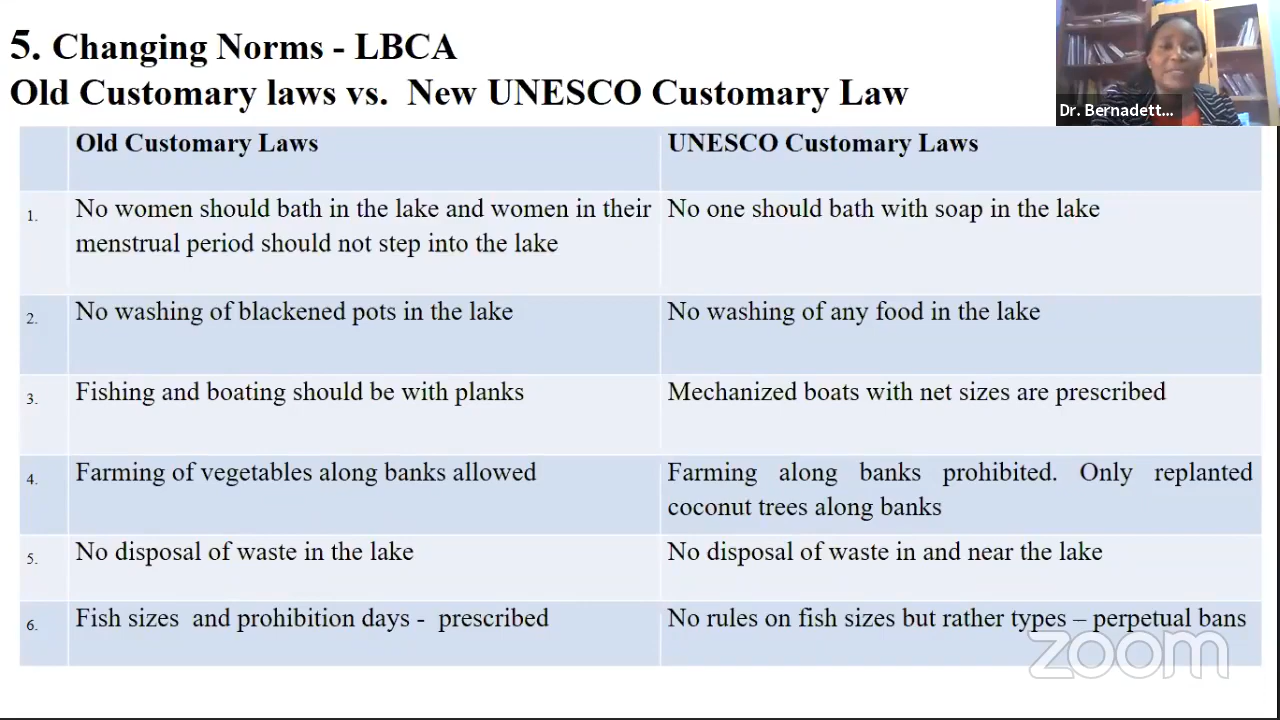 5. Changing Norms - LBCA
Old Customary laws vs. New UNESCO Customary Law
Dr. Bernadett...
Old Customary Laws
UNESCO Customary Laws
1.
No women should bath in the lake and women in their
menstrual period should not step into the lake
No one should bath with soap in the lake
2.
No washing of blackened pots in the lake
No washing of any food in the lake
3.
Fishing and boating should be with planks
Mechanized boats with net sizes are prescribed
4.
Farming of vegetables along banks allowed
Farming along banks prohibited. Only replanted
coconut trees along banks
5.
No disposal of waste in the lake
No disposal of waste in and near the lake
6.
Fish sizes and prohibition days - prescribed
No rules on fish sizes but rather types – perpetual bans
zoom